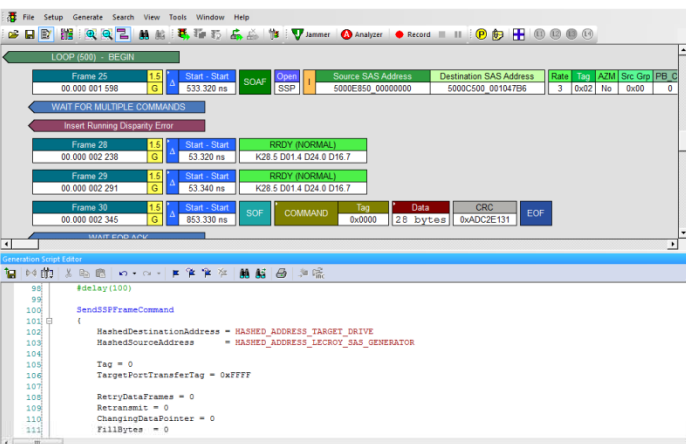 File Setup Generate Search View Tools Window Help
Jammer Analyzer Record
LOOP (500) - BEGIN
Frame 25 1.5 Δ Start - Start SOAF Open I Source SAS Address Destination SAS Address Rate Tag AZM Src Grp PB_C
00.000 001 598 G 533.320 ns SSP 5000E850_00000000 5000C500_001047B6 3 0x02 No 0x00 0
WAIT FOR MULTIPLE COMMANDS
Insert Running Disparity Error
Frame 28 1.5 Δ Start - Start RRDY (NORMAL)
00.000 002 238 G 53.320 ns K28.5 D01.4 D24.0 D16.7
Frame 29 1.5 Δ Start - Start RRDY (NORMAL)
00.000 002 291 G 53.340 ns K28.5 D01.4 D24.0 D16.7
Frame 30 1.5 Δ Start - Start SOF COMMAND Tag Data CRC EOF
00.000 002 345 G 853.330 ns 0x0000 28 bytes 0xADC2E131
WAIT FOR ACK
Generation Script Editor
98 #delay(100)
99
100 SendSSPFrameCommand
101 {
102 HashedDestinationAddress = HASHED_ADDRESS_TARGET_DRIVE
103 HashedSourceAddress = HASHED_ADDRESS_LECROY_SAS_GENERATOR
104
105 Tag = 0
106 TargetPortTransferTag = 0xFFFF
107
108 RetryDataFrames = 0
109 Retransmit = 0
110 ChangingDataPointer = 0
111 FillBytes = 0